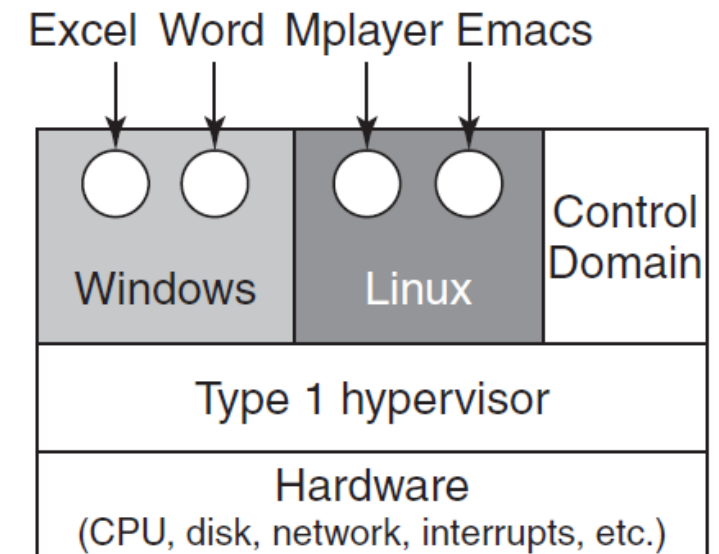 Excel Word Mplayer Emacs
Control
Domain
Windows
Linux
Type 1 hypervisor
Hardware
(CPU, disk, network, interrupts, etc.)